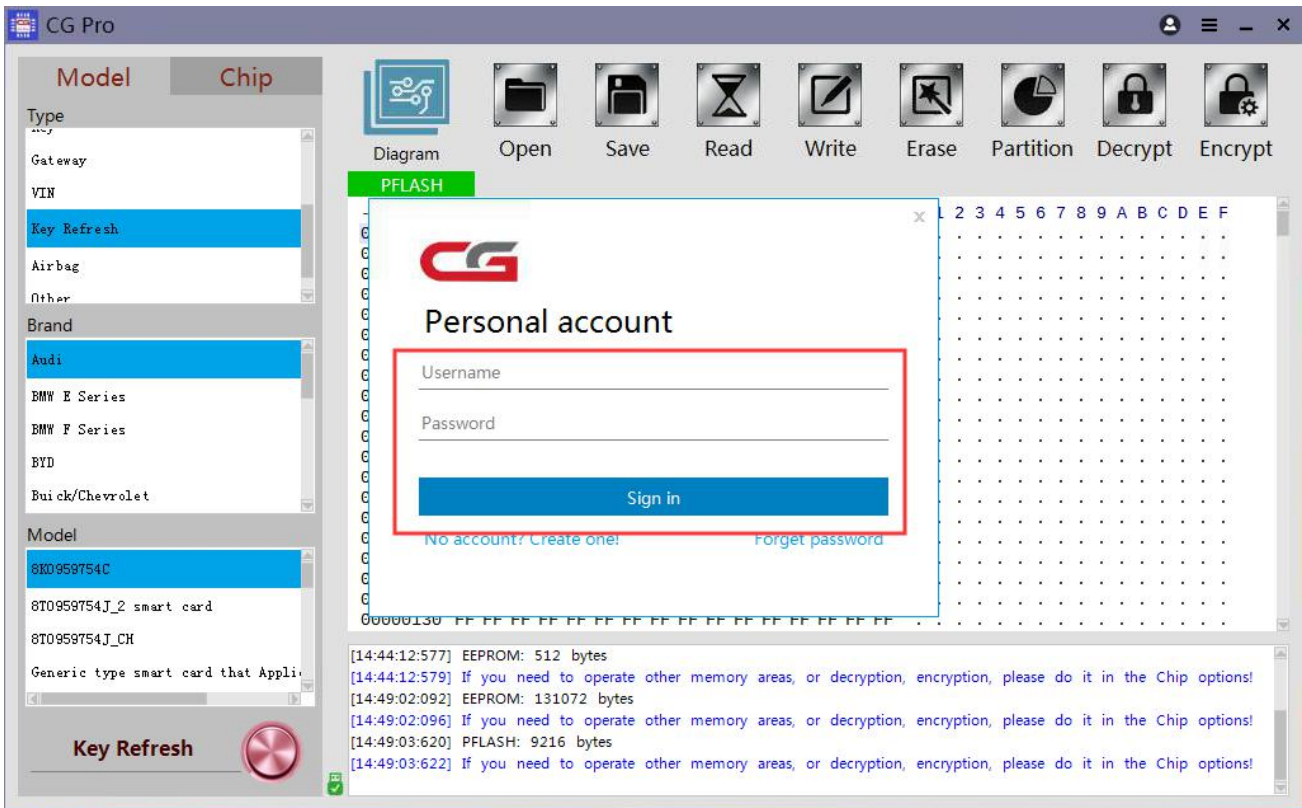 CG Pro
Model Chip
Type
Key
Gateway
VIN
Key Refresh
Airbag
Other
Brand
Audi
BMW E Series
BMW F Series
BYD
Buick/Chevrolet
Model
8K0959754C
8T0959754J_2 smart card
8T0959754J_CH
Generic type smart card that Appli
Key Refresh
Diagram Open Save Read Write Erase Partition Decrypt Encrypt
PFLASH
2 3 4 5 6 7 8 9 A B C D E F
CG
Personal account
Username
Password
Sign in
No account? Create one! Forget password
00000130 FF FF FF FF FF FF FF FF FF FF FF FF FF FF FF FF
[14:44:12:577] EEPROM: 512 bytes
[14:44:12:579] If you need to operate other memory areas, or decryption, encryption, please do it in the Chip options!
[14:49:02:092] EEPROM: 131072 bytes
[14:49:02:096] If you need to operate other memory areas, or decryption, encryption, please do it in the Chip options!
[14:49:03:620] PFLASH: 9216 bytes
[14:49:03:622] If you need to operate other memory areas, or decryption, encryption, please do it in the Chip options!